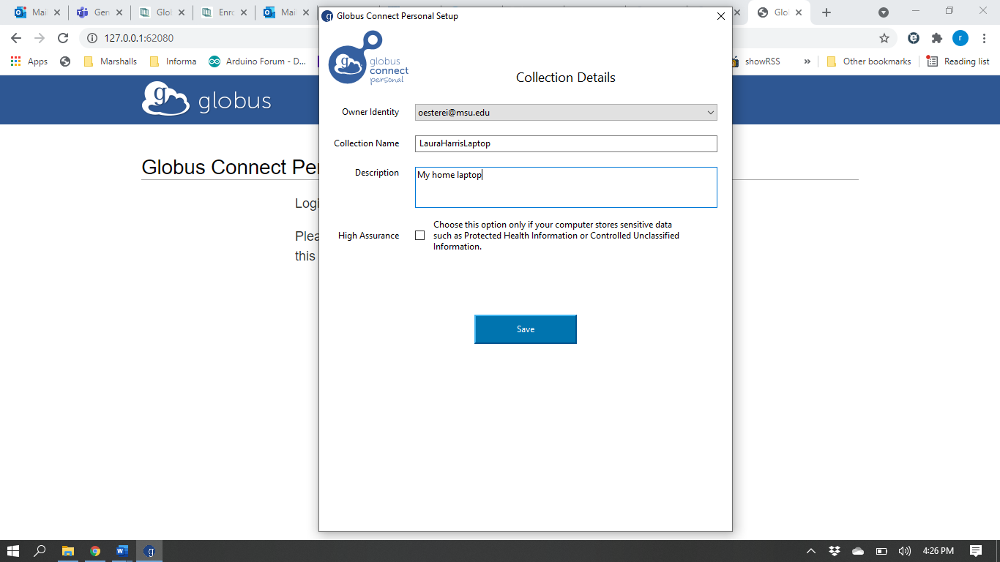 Mai
Gen
Glo
Enro
Mai
Globus Connect Personal Setup
Glo
127.0.0.1:62080
r
Apps
Marshalls
Informa
Arduino Forum - D...
showRSS
»
Other bookmarks
Reading list
globus
connect
personal
Collection Details
globus
Owner Identity
oesterei@msu.edu
Collection Name
LauraHarrisLaptop
Globus Connect Per
Description
My home laptop
Logi
High Assurance
Choose this option only if your computer stores sensitive data
such as Protected Health Information or Controlled Unclassified
Information.
Plea
this
Save
4:26 PM